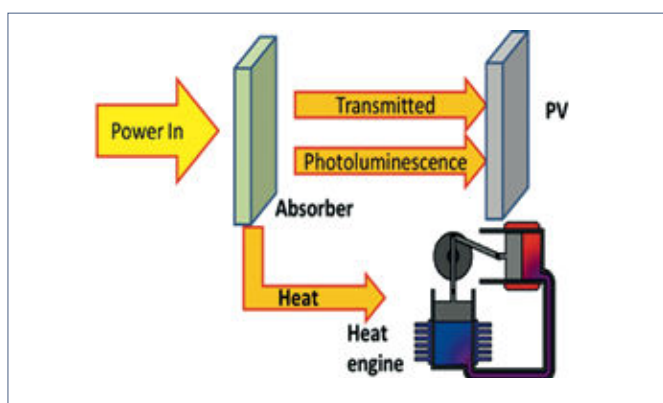 Transmitted
Power In
PV
Photoluminescence
Absorber
Heat
Heat
engine